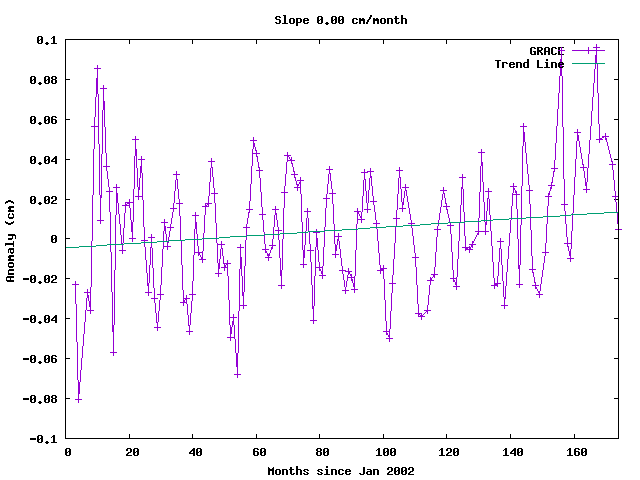 Slope 0.00 cm/month
0.1
GRACE
0.08
Trend Line
0.06
0.04
0.02
0
-0.02
-0.04
-0.06
-0.08
-0.1
Anomaly (cm)
0 20 40 60 80 100 120 140 160
Months since Jan 2002